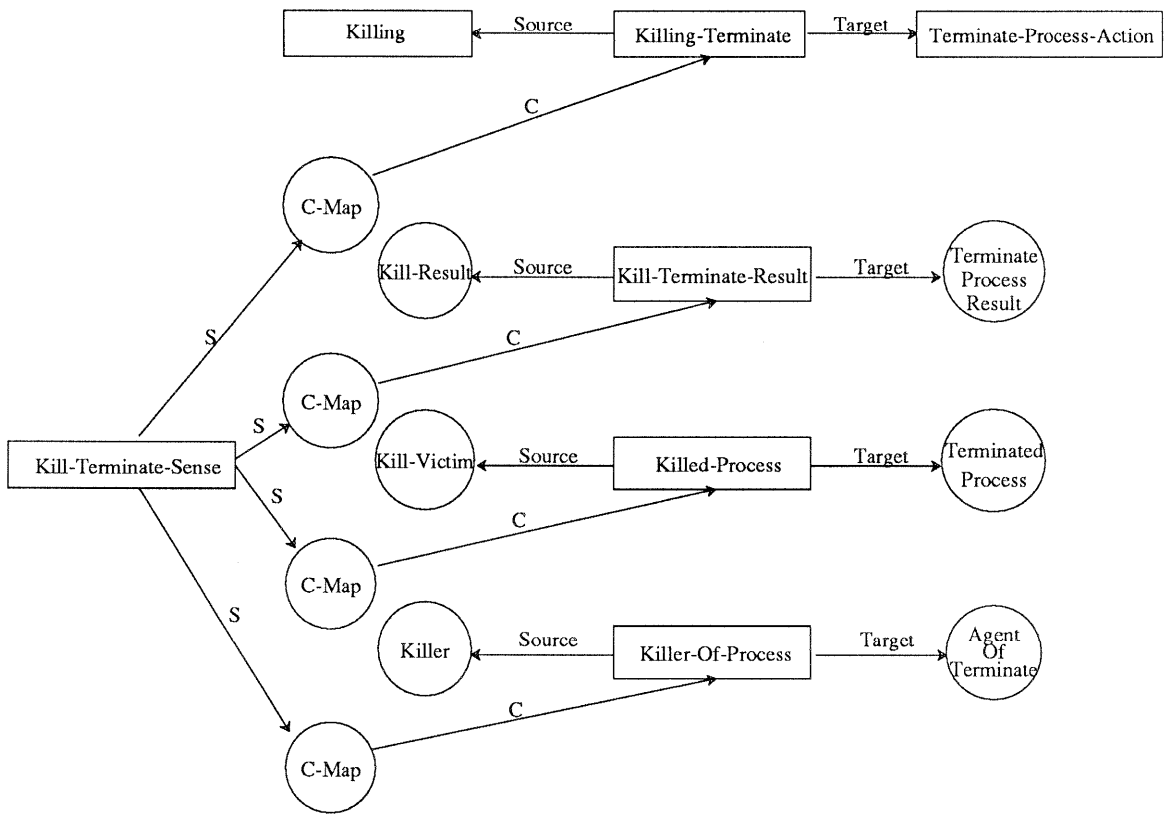 Killing
Source
Killing-Terminate
Target
Terminate-Process-Action
C
C-Map
S
Kill-Result
Source
Kill-Terminate-Result
Target
Terminate
Process
Result
C
C-Map
S
Kill-Terminate-Sense
Kill-Victim
Source
Killed-Process
Target
Terminated
Process
S
C
C-Map
S
Killer
Source
Killer-Of-Process
Target
Agent
Of
Terminate
C
C-Map